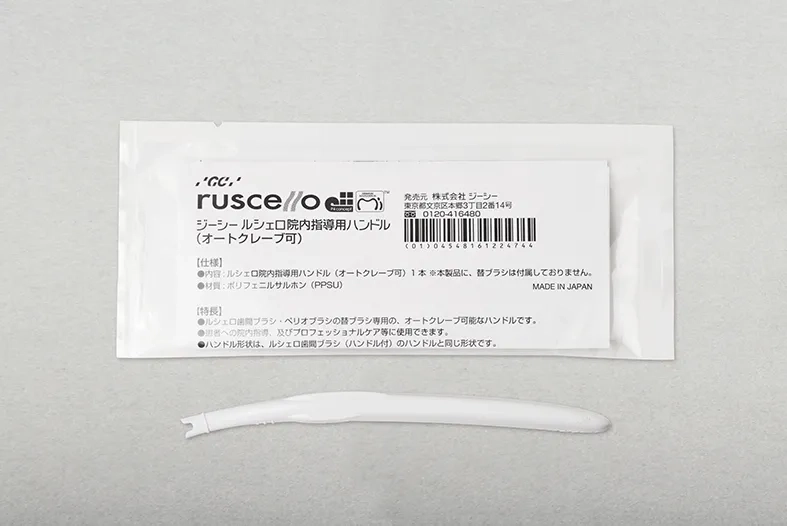 GC
ruscello
ジーシー ルシェロ院内指導用ハンドル
(オートクレーブ可)
発売元 株式会社 ジーシー
東京都文京区本郷3丁目2番14号
0120-416480
(01)04548161224744
【仕様】
●内容:ルシェロ院内指導用ハンドル(オートクレーブ可)1本 ※本製品に、替ブラシは付属しておりません。
●材質:ポリフェニルサルホン(PPSU)
MADE IN JAPAN
【特長】
●ルシェロ歯間ブラシ・ペリオブラシの替ブラシ専用の、オートクレーブ可能なハンドルです。
●患者への院内指導、及びプロフェッショナルケア等に使用できます。
●ハンドル形状は、ルシェロ歯間ブラシ(ハンドル付)のハンドルと同じ形状です。